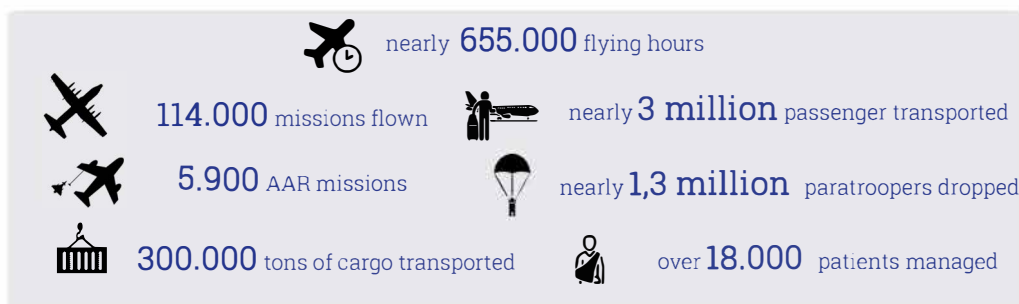 nearly 655.000 flying hours
114.000 missions flown
nearly 3 million passenger transported
5.900 AAR missions
nearly 1,3 million paratroopers dropped
300.000 tons of cargo transported
over 18.000 patients managed